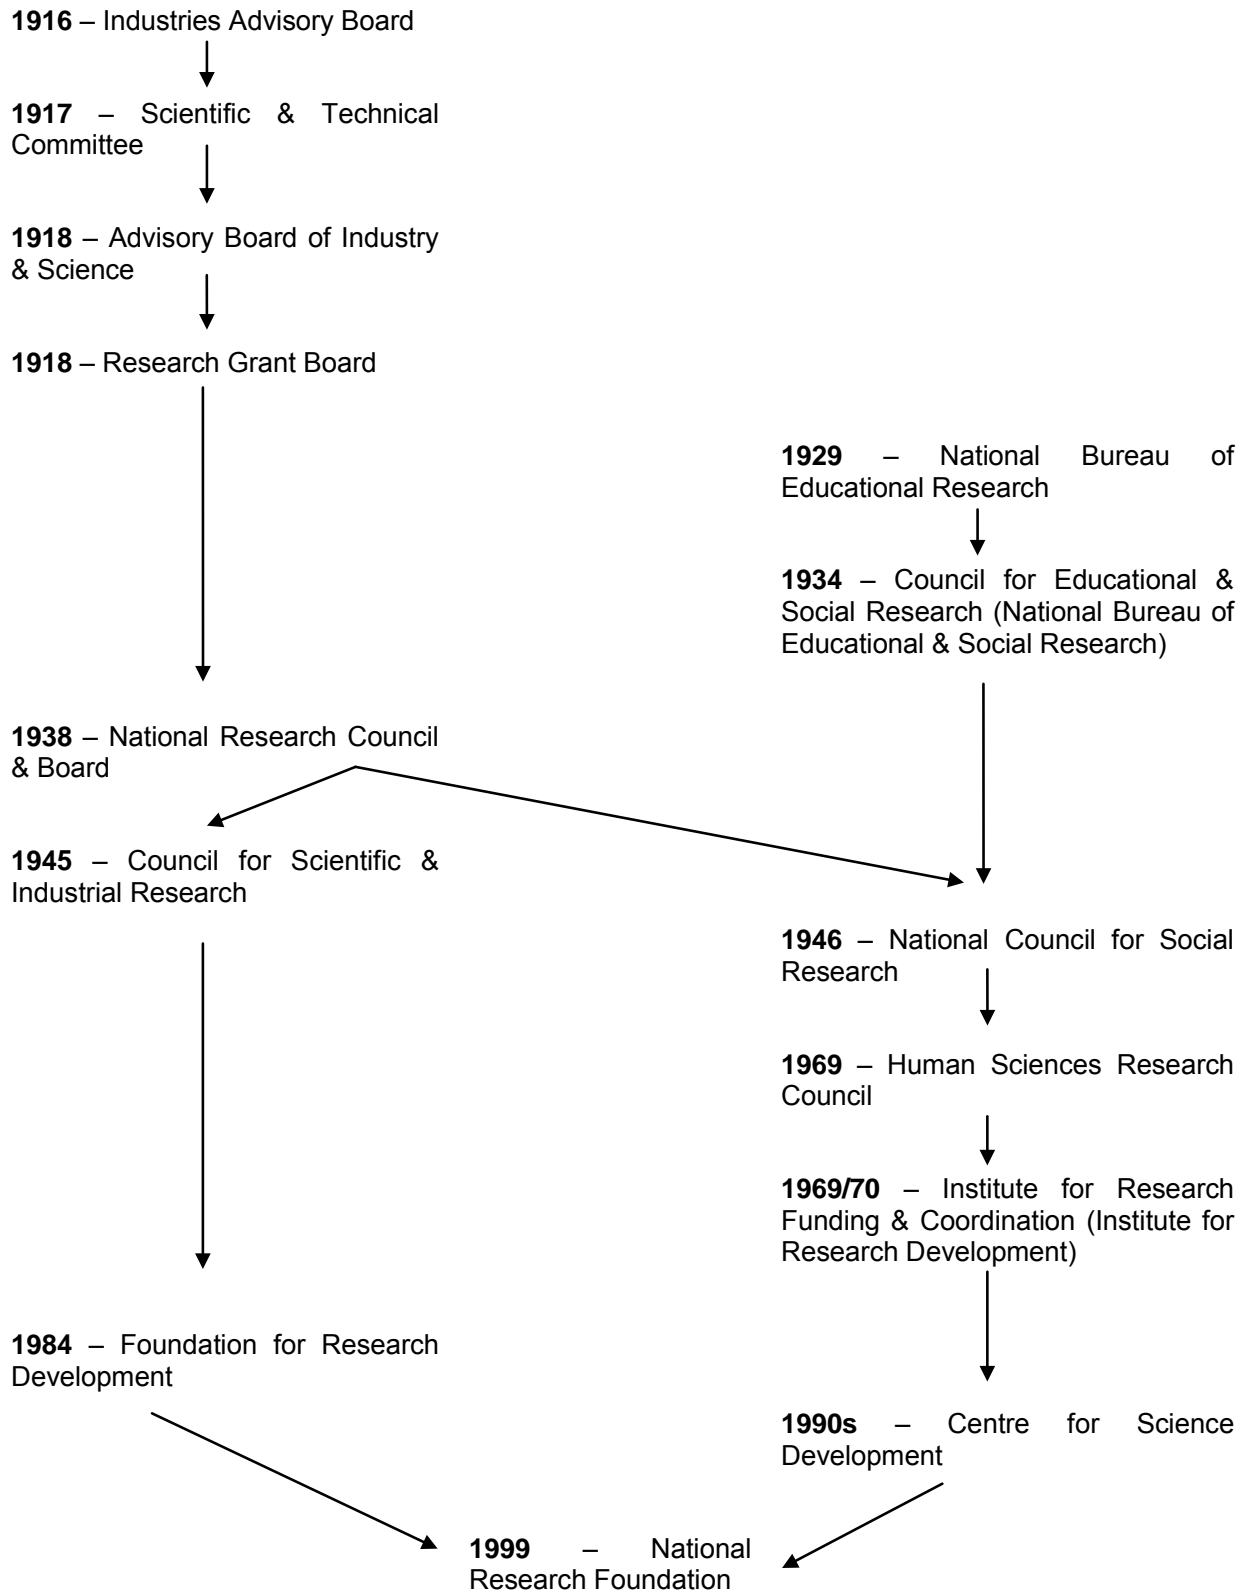 1916 – Industries Advisory Board
1917 – Scientific & Technical
Committee
1918 – Advisory Board of Industry
& Science
1918 – Research Grant Board
1929 – National Bureau of
Educational Research
1934 – Council for Educational &
Social Research (National Bureau of
Educational & Social Research)
1938 – National Research Council
& Board
1945 – Council for Scientific &
Industrial Research
1946 – National Council for Social
Research
1969 – Human Sciences Research
Council
1969/70 – Institute for Research
Funding & Coordination (Institute for
Research Development)
1984 – Foundation for Research
Development
1990s – Centre for Science
Development
1999 – National
Research Foundation